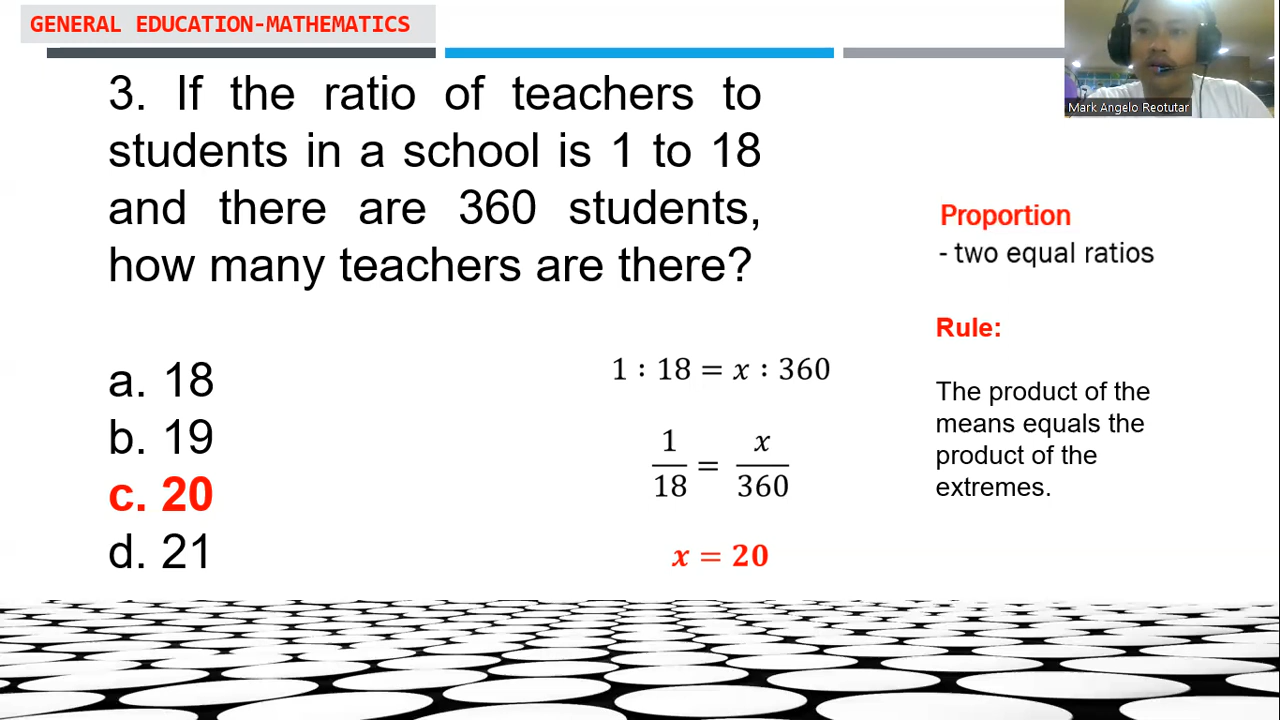 GENERAL EDUCATION-MATHEMATICS
Mark Angelo Reotutar
3. If the ratio of teachers to
students in a school is 1 to 18
and there are 360 students,
how many teachers are there?
a. 18
b. 19
c. 20
d. 21
1 : 18 = x : 360
1/18 = x/360
x = 20
Proportion
- two equal ratios
Rule:
The product of the
means equals the
product of the
extremes.